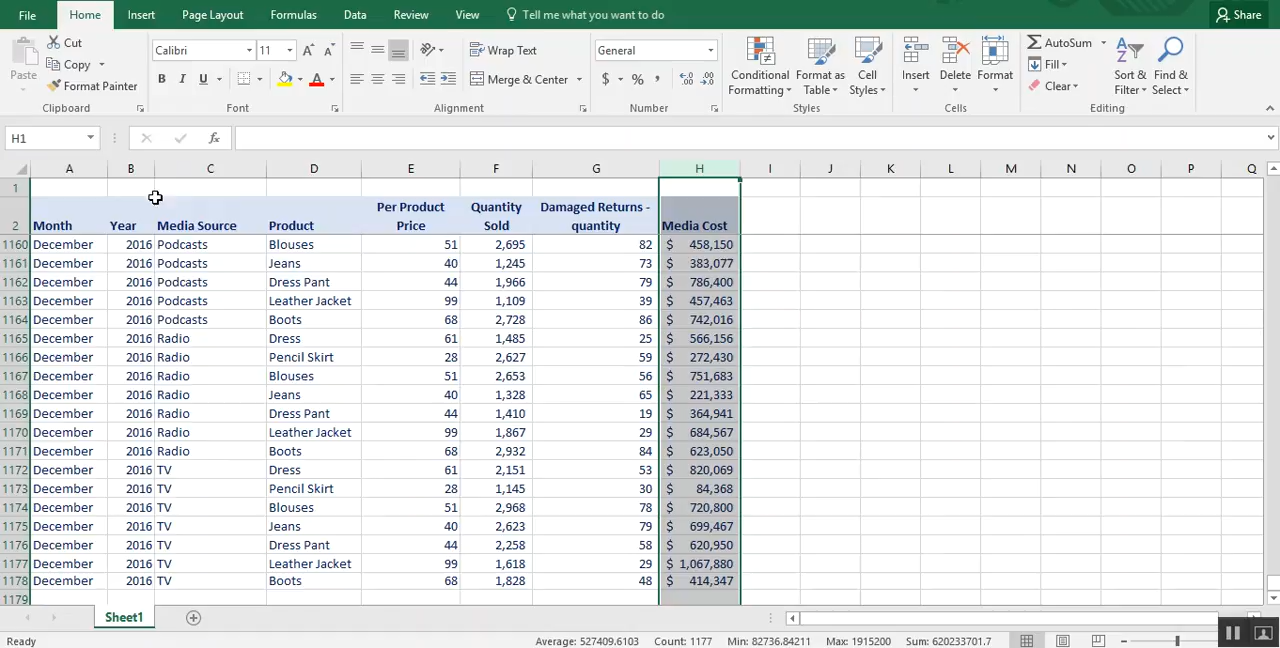 File Home Insert Page Layout Formulas Data Review View Tell me what you want to do Share
Cut
Copy
Format Painter
Paste
Calibri 11
Wrap Text
Merge & Center
General
Conditional Formatting
Format as Table
Cell Styles
Insert
Delete
Format
AutoSum
Fill
Clear
Sort & Filter
Find & Select
Clipboard Font Alignment Number Styles Cells Editing
H1 fx
A B C D E F G H I J K L M N O P Q
1
2 Month Year Media Source Product Per Product Price Quantity Sold Damaged Returns - quantity Media Cost
1160 December 2016 Podcasts Blouses 51 2,695 82 $ 458,150
1161 December 2016 Podcasts Jeans 40 1,245 73 $ 383,077
1162 December 2016 Podcasts Dress Pant 44 1,966 79 $ 786,400
1163 December 2016 Podcasts Leather Jacket 99 1,109 39 $ 457,463
1164 December 2016 Podcasts Boots 68 2,728 86 $ 742,016
1165 December 2016 Radio Dress 61 1,485 25 $ 566,156
1166 December 2016 Radio Pencil Skirt 28 2,627 59 $ 272,430
1167 December 2016 Radio Blouses 51 2,653 56 $ 751,683
1168 December 2016 Radio Jeans 40 1,328 65 $ 221,333
1169 December 2016 Radio Dress Pant 44 1,410 19 $ 364,941
1170 December 2016 Radio Leather Jacket 99 1,867 29 $ 684,567
1171 December 2016 Radio Boots 68 2,932 84 $ 623,050
1172 December 2016 TV Dress 61 2,151 53 $ 820,069
1173 December 2016 TV Pencil Skirt 28 1,145 30 $ 84,368
1174 December 2016 TV Blouses 51 2,968 78 $ 720,800
1175 December 2016 TV Jeans 40 2,623 79 $ 699,467
1176 December 2016 TV Dress Pant 44 2,258 58 $ 620,950
1177 December 2016 TV Leather Jacket 99 1,618 29 $ 1,067,880
1178 December 2016 TV Boots 68 1,828 48 $ 414,347
1179
Sheet1
Ready Average: 527409.6103 Count: 1177 Min: 82736.84211 Max: 1915200 Sum: 620233701.7